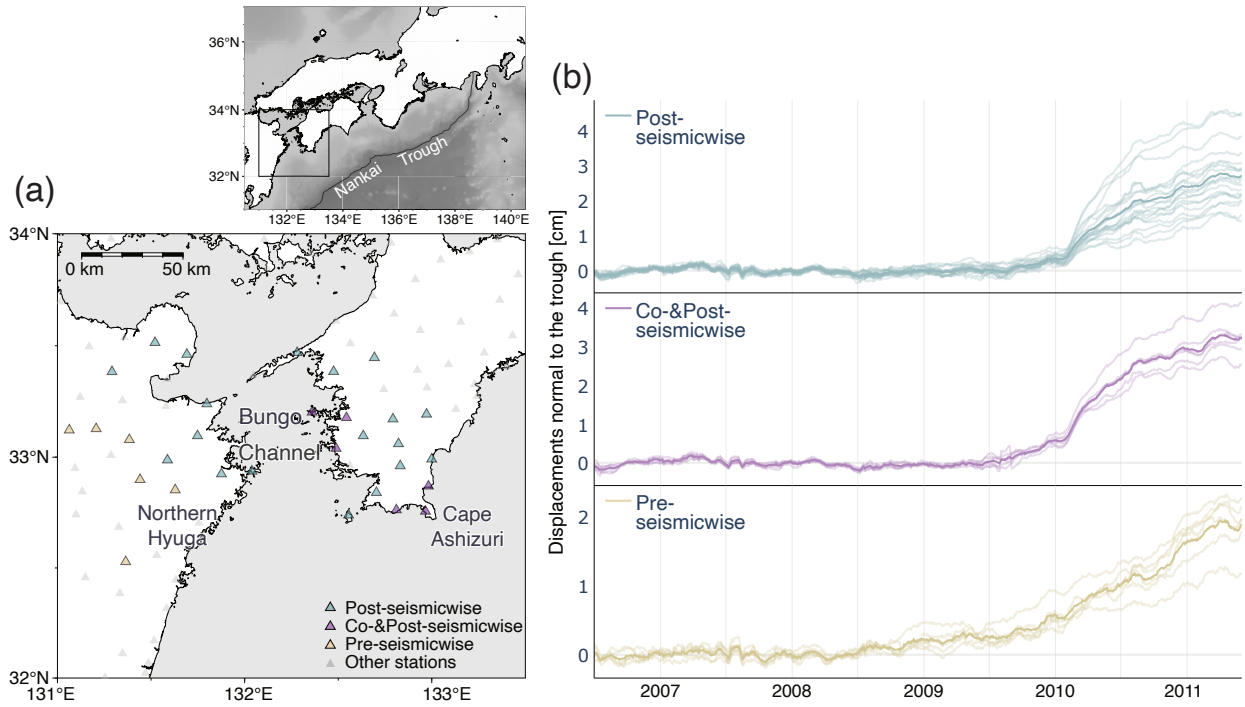 (a)
36°N
34°N
32°N
132°E
134°E
136°E
138°E
140°E
Nankai Trough
34°N
33°N
32°N
131°E
132°E
133°E
0 km
50 km
Bungo
Channel
Northern
Hyuga
Cape
Ashizuri
Post-seismicwise
Co-&Post-seismicwise
Pre-seismicwise
Other stations
(b)
Displacements normal to the trough [cm]
Post-
seismicwise
4
3
2
1
0
Co-&Post-
seismicwise
4
3
2
1
0
Pre-
seismicwise
2
1
0
2007
2008
2009
2010
2011